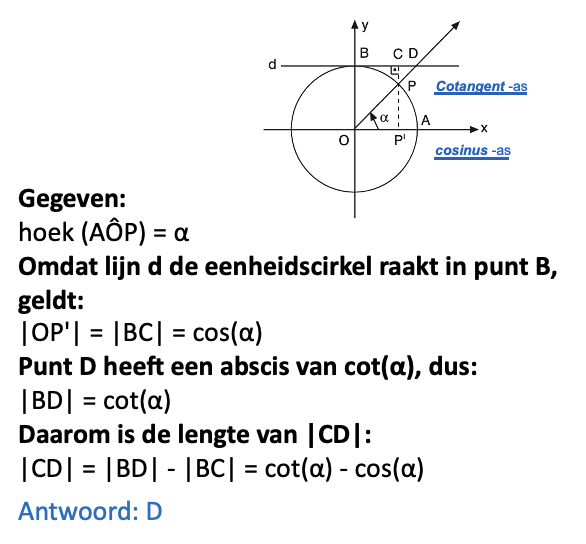 y
B C D
d
P
Cotangent -as
α
A
x
O P'
cosinus -as
Gegeven:
hoek (AÔP) = α
Omdat lijn d de eenheidscirkel raakt in punt B,
geldt:
|OP'| = |BC| = cos(α)
Punt D heeft een abscis van cot(α), dus:
|BD| = cot(α)
Daarom is de lengte van |CD|:
|CD| = |BD| - |BC| = cot(α) - cos(α)
Antwoord: D